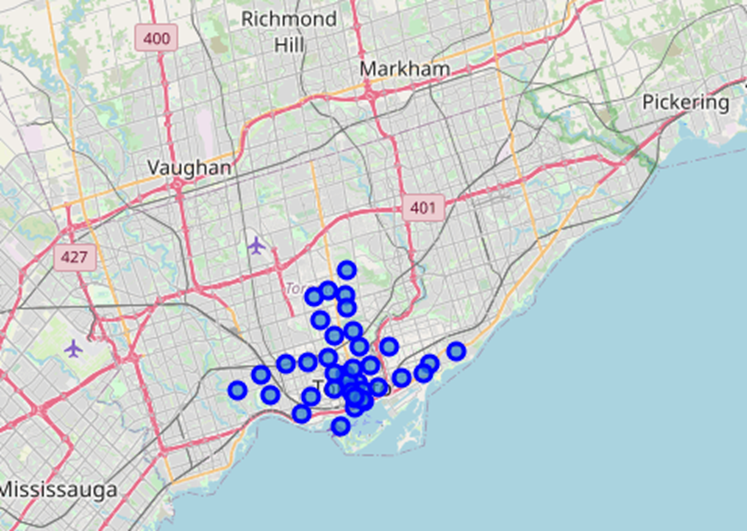 Richmond
Hill
400
Markham
Pickering
Vaughan
401
427
Mississauga